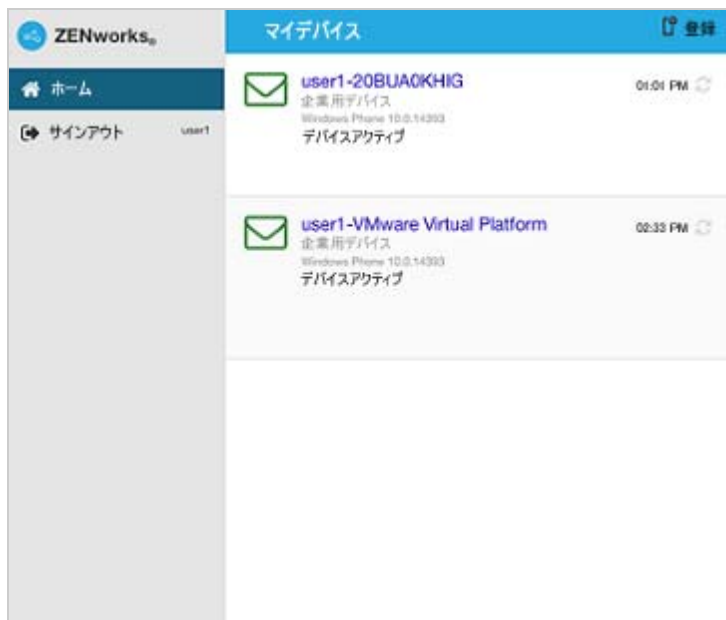 ZENworks®
マイデバイス
登録
ホーム
サインアウト user1
user1-20BUA0KHIG 01:01 PM
企業用デバイス
Windows Phone 10.0.14393
デバイスアクティブ
user1-VMware Virtual Platform 02:33 PM
企業用デバイス
Windows Phone 10.0.14393
デバイスアクティブ